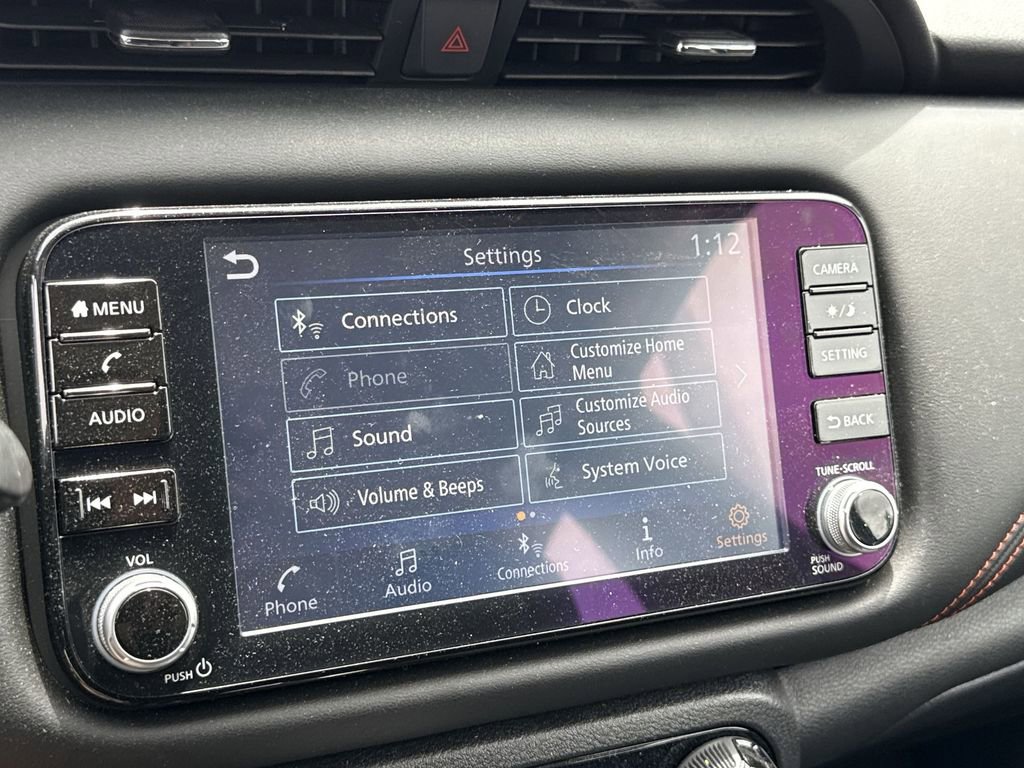 Settings
1:12
MENU
AUDIO
VOL
PUSH
Connections
Clock
Phone
Customize Home
Menu
Sound
Customize Audio
Sources
Volume & Beeps
System Voice
Phone
Audio
Connections
Info
Settings
CAMERA
SETTING
BACK
TUNE·SCROLL
PUSH
SOUND